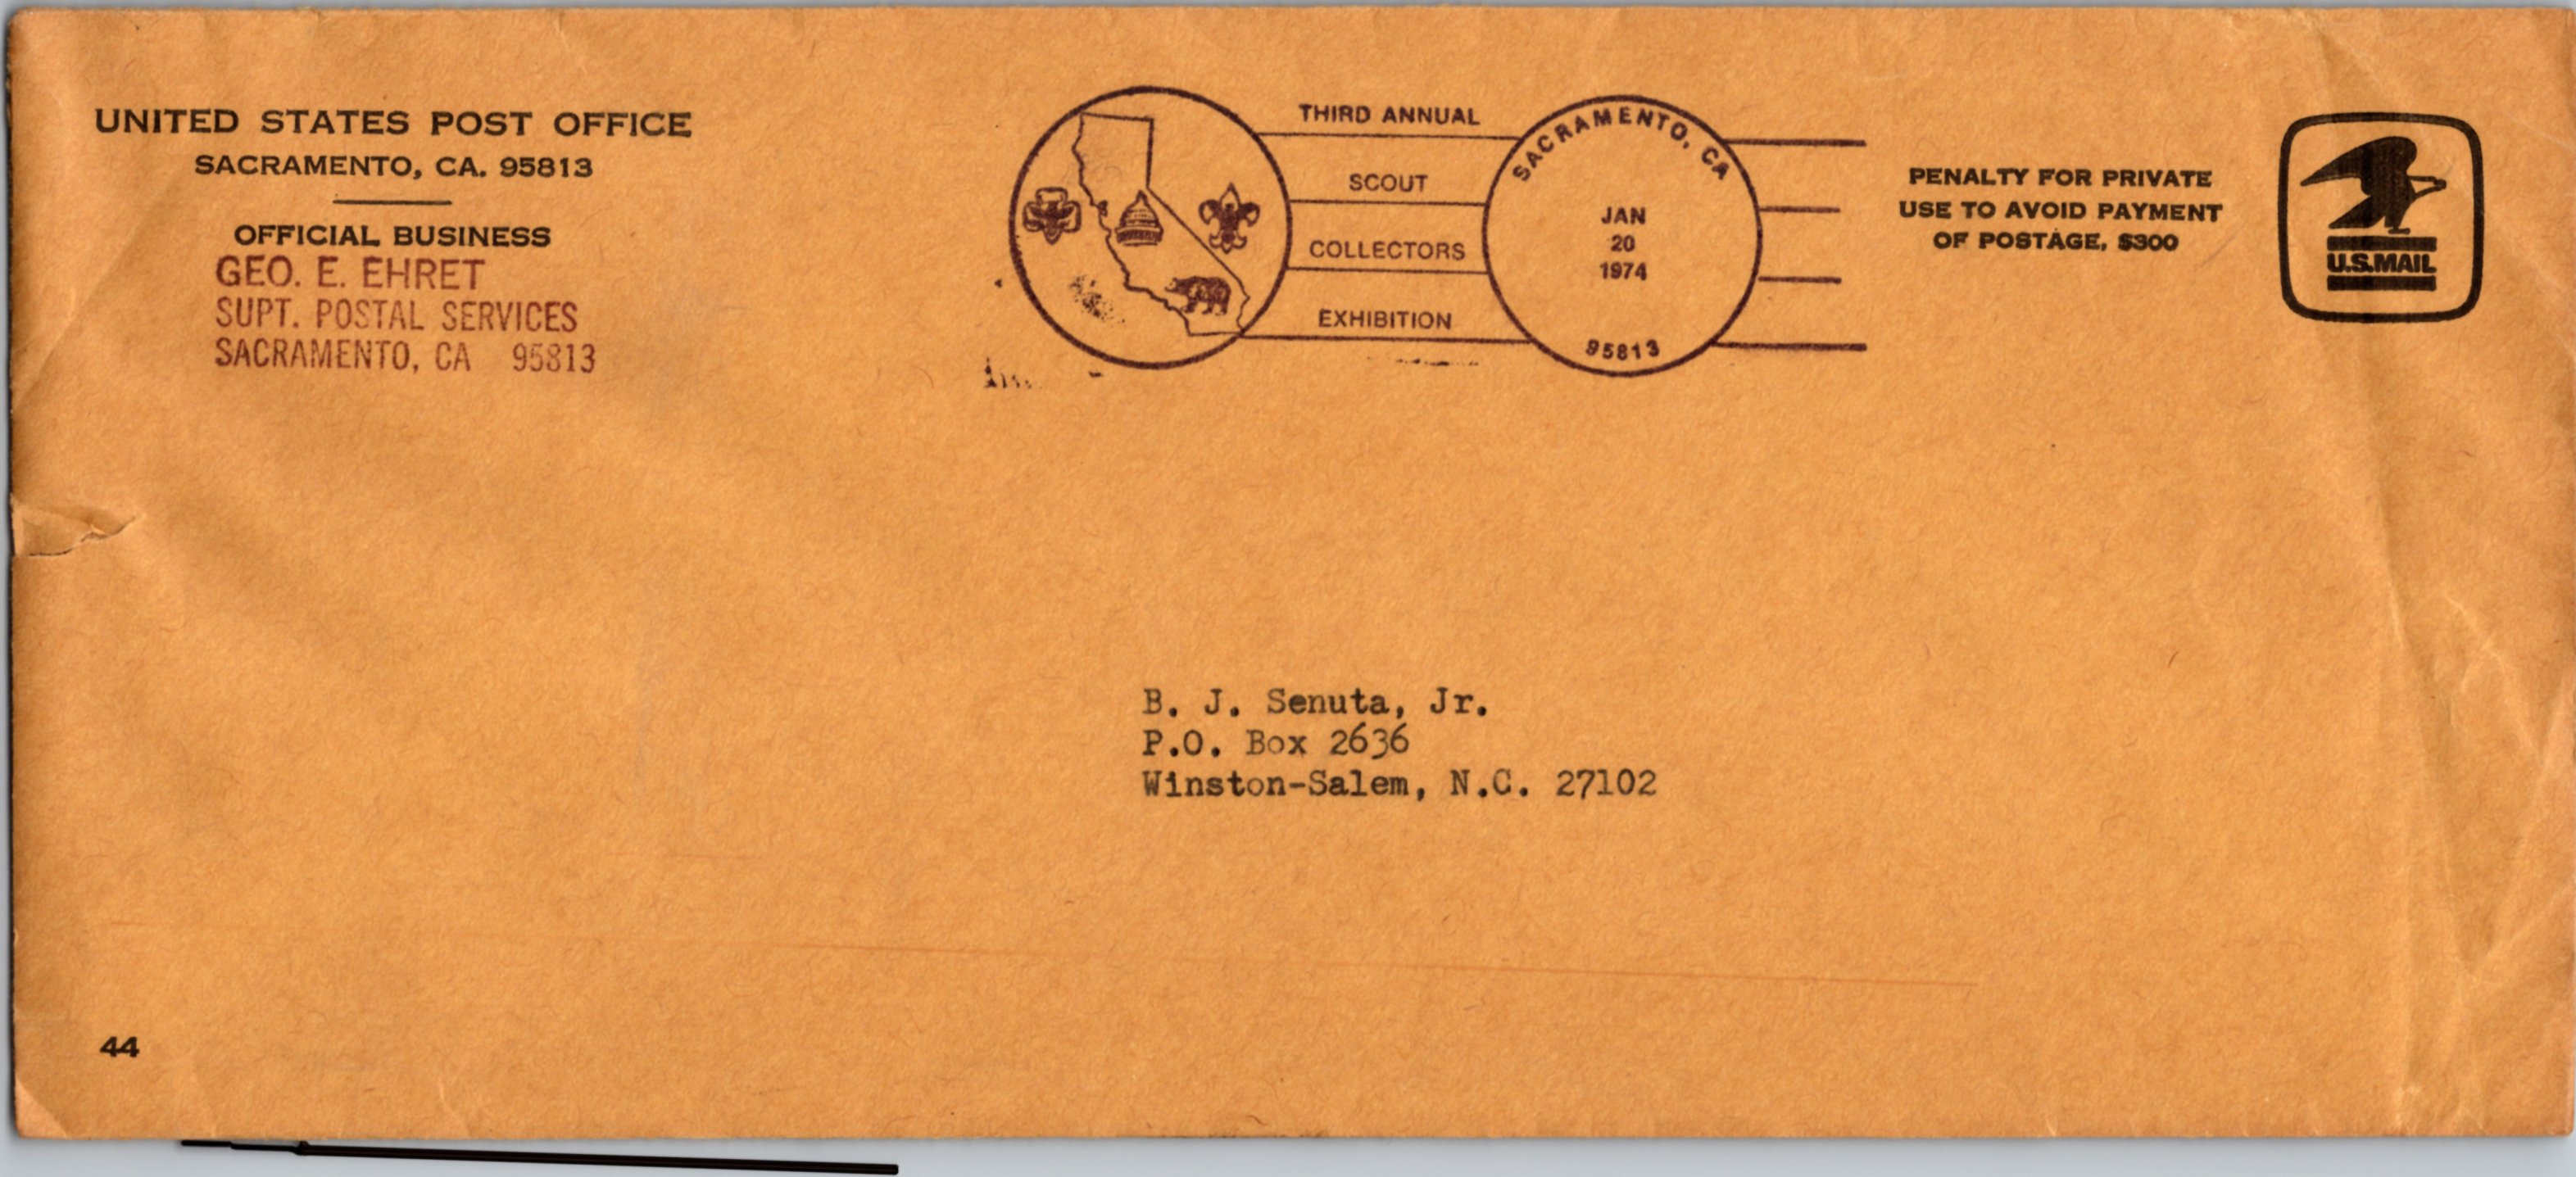 UNITED STATES POST OFFICE
SACRAMENTO, CA. 95813
OFFICIAL BUSINESS
GEO. E. EHRET
SUPT. POSTAL SERVICES
SACRAMENTO, CA 95813
THIRD ANNUAL
SCOUT
COLLECTORS
EXHIBITION
SACRAMENTO, CA
JAN
20
1974
95813
PENALTY FOR PRIVATE
USE TO AVOID PAYMENT
OF POSTAGE, $300
U.S.MAIL
B. J. Senuta, Jr.
P.O. Box 2636
Winston-Salem, N.C. 27102
44